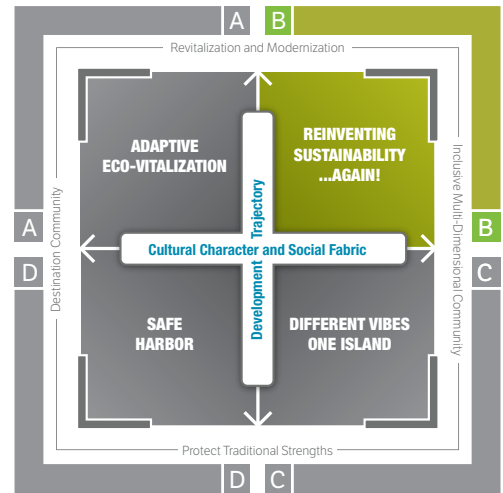 A
B
Revitalization and Modernization
ADAPTIVE
ECO-VITALIZATION
REINVENTING
SUSTAINABILITY
...AGAIN!
Destination Community
Inclusive Multi-Dimensional Community
A
B
Development Trajectory
Cultural Character and Social Fabric
D
C
SAFE
HARBOR
DIFFERENT VIBES
ONE ISLAND
Protect Traditional Strengths
D
C